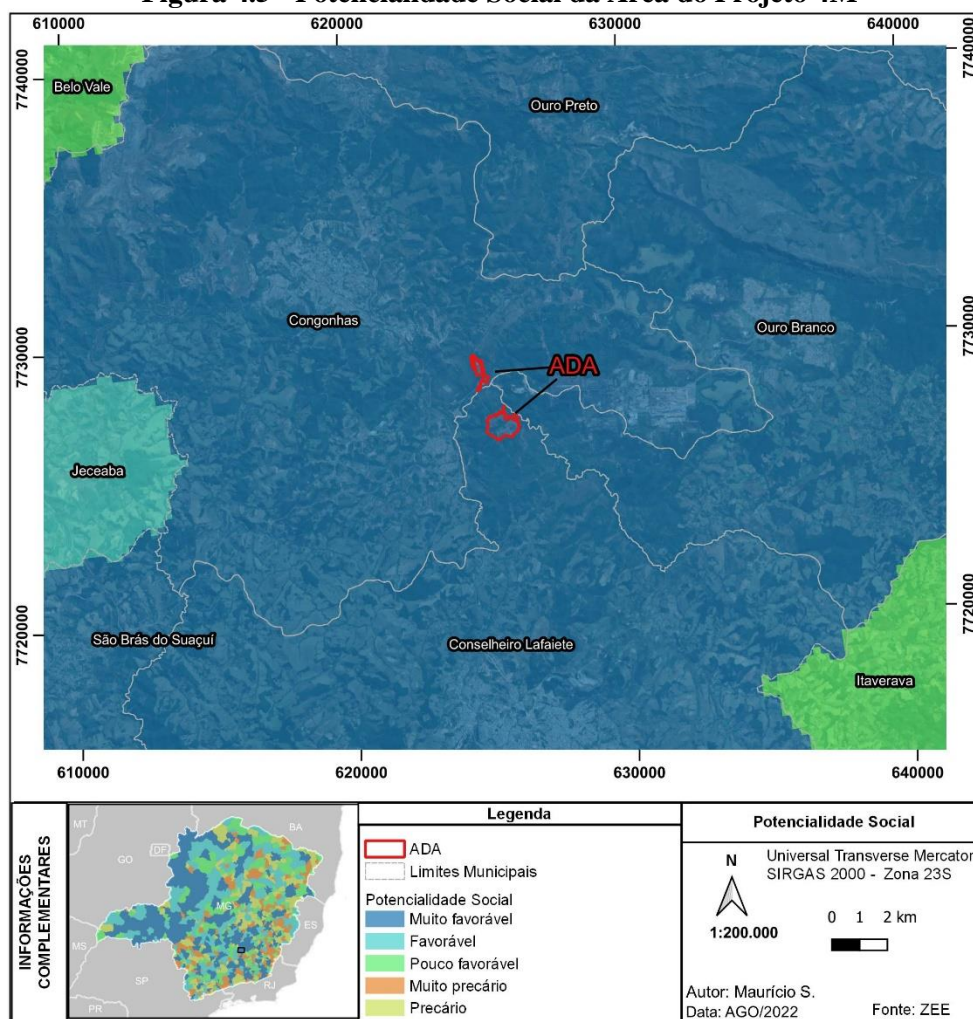 Figura 4.3 - Potencialidade Social da Área do Projeto 4M
610000
620000
630000
640000
7740000
7740000
Belo Vale
Ouro Preto
Congonhas
Ouro Branco
7730000
7730000
ADA
Jeceaba
7720000
7720000
São Brás do Suaçuí
Conselheiro Lafaiete
Itaverava
610000
620000
630000
640000
INFORMAÇÕES
COMPLEMENTARES
MT
GO
DF
BA
MG
ES
MS
SP
RJ
PR
Legenda
ADA
Limites Municipais
Potencialidade Social
Muito favorável
Favorável
Pouco favorável
Muito precário
Precário
Potencialidade Social
N
Universal Transverse Mercator
SIRGAS 2000 - Zona 23S
1:200.000
0 1 2 km
Autor: Maurício S.
Data: AGO/2022
Fonte: ZEE